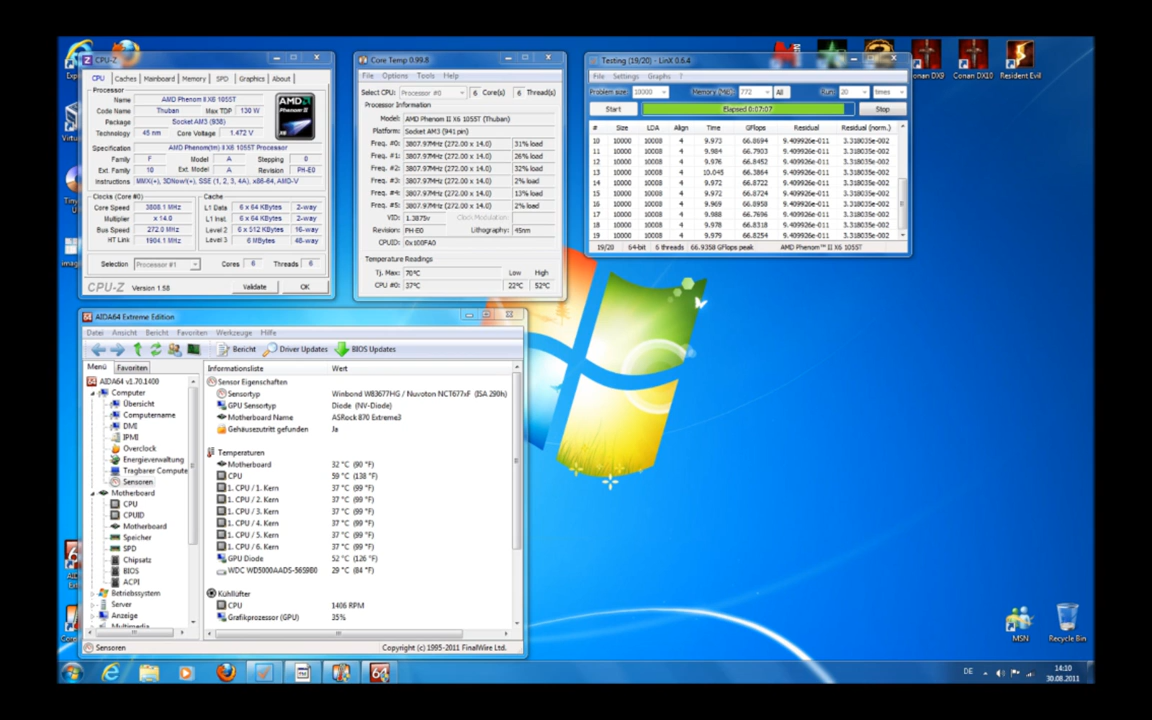 CPU-Z
CPU Caches Mainboard Memory SPD Graphics About
Processor
Name AMD Phenom II X6 1055T
Code Name Thuban Max TDP 130 W
Package Socket AM3 (938)
Technology 45 nm Core Voltage 1.472 V
AMD
Phenom II
Specification AMD Phenom(tm) II X6 1055T Processor
Family F Model A Stepping 0
Ext. Family 10 Ext. Model A Revision PH-E0
Instructions MMX(+), 3DNow!(+), SSE (1, 2, 3, 4A), x86-64, AMD-V
Clocks (Core #0)
Core Speed 3808.1 MHz
Multiplier x 14.0
Bus Speed 272.0 MHz
HT Link 1904.1 MHz
Cache
L1 Data 6 x 64 KBytes 2-way
L1 Inst. 6 x 64 KBytes 2-way
Level 2 6 x 512 KBytes 16-way
Level 3 6 MBytes 48-way
Selection Processor #1 Cores 6 Threads 6
CPU-Z Version 1.58 Validate OK
Core Temp 0.99.8
File Options Tools Help
Select CPU: Processor #0 6 Core(s) 6 Thread(s)
Processor Information
Model: AMD Phenom II X6 1055T (Thuban)
Platform: Socket AM3 (941 pin)
Freq. #0: 3807.97MHz (272.00 x 14.0) 31% load
Freq. #1: 3807.97MHz (272.00 x 14.0) 26% load
Freq. #2: 3807.97MHz (272.00 x 14.0) 32% load
Freq. #3: 3807.97MHz (272.00 x 14.0) 2% load
Freq. #4: 3807.97MHz (272.00 x 14.0) 13% load
Freq. #5: 3807.97MHz (272.00 x 14.0) 2% load
VID: 1.3875v Clock Modulation:
Revision: PH-E0 Lithography: 45nm
CPUID: 0x100FA0
Temperature Readings
Tj. Max: 70°C Low High
CPU #0: 37°C 22°C 52°C
Testing (19/20) - LinX 0.6.4
File Settings Graphs ?
Problem size: 10000 Memory (MiB): 772 All Run: 20 times
Start Elapsed 0:07:07 Stop
# Size LDA Align Time GFlops Residual Residual (norm.)
10 10000 10008 4 9.973 66.8694 9.409926e-011 3.318035e-002
11 10000 10008 4 9.984 66.7903 9.409926e-011 3.318035e-002
12 10000 10008 4 9.976 66.8452 9.409926e-011 3.318035e-002
13 10000 10008 4 10.045 66.3864 9.409926e-011 3.318035e-002
14 10000 10008 4 9.972 66.8722 9.409926e-011 3.318035e-002
15 10000 10008 4 9.972 66.8724 9.409926e-011 3.318035e-002
16 10000 10008 4 9.969 66.8958 9.409926e-011 3.318035e-002
17 10000 10008 4 9.988 66.7696 9.409926e-011 3.318035e-002
18 10000 10008 4 9.978 66.8318 9.409926e-011 3.318035e-002
19 10000 10008 4 9.979 66.8254 9.409926e-011 3.318035e-002
19/20 64-bit 6 threads 66.9358 GFlops peak AMD Phenom™ II X6 1055T
Conan DX10
Resident Evil
AIDA64 Extreme Edition
Datei Ansicht Bericht Favoriten Werkzeuge Hilfe
Bericht Driver Updates BIOS Updates
Menü Favoriten
AIDA64 v1.70.1400
Computer
Übersicht
Computername
DMI
IPMI
Overclock
Energieverwaltung
Tragbarer Compute
Sensoren
Motherboard
CPU
CPUID
Motherboard
Speicher
SPD
Chipsatz
BIOS
ACPI
Betriebssystem
Server
Anzeige
Multimedia
Informationsliste Wert
Sensor Eigenschaften
Sensortyp Winbond W83677HG / Nuvoton NCT677xF (ISA 290h)
GPU Sensortyp Diode (NV-Diode)
Motherboard Name ASRock 870 Extreme3
Gehäusezutritt gefunden Ja
Temperaturen
Motherboard 32 °C (90 °F)
CPU 59 °C (138 °F)
1. CPU / 1. Kern 37 °C (99 °F)
1. CPU / 2. Kern 37 °C (99 °F)
1. CPU / 3. Kern 37 °C (99 °F)
1. CPU / 4. Kern 37 °C (99 °F)
1. CPU / 5. Kern 37 °C (99 °F)
1. CPU / 6. Kern 37 °C (99 °F)
GPU Diode 52 °C (126 °F)
WDC WD5000AADS-56S9B0 29 °C (84 °F)
Kühllüfter
CPU 1406 RPM
Grafikprozessor (GPU) 35%
Sensoren Copyright (c) 1995-2011 FinalWire Ltd.
MSN
Recycle Bin
DE
14:10
30.08.2011